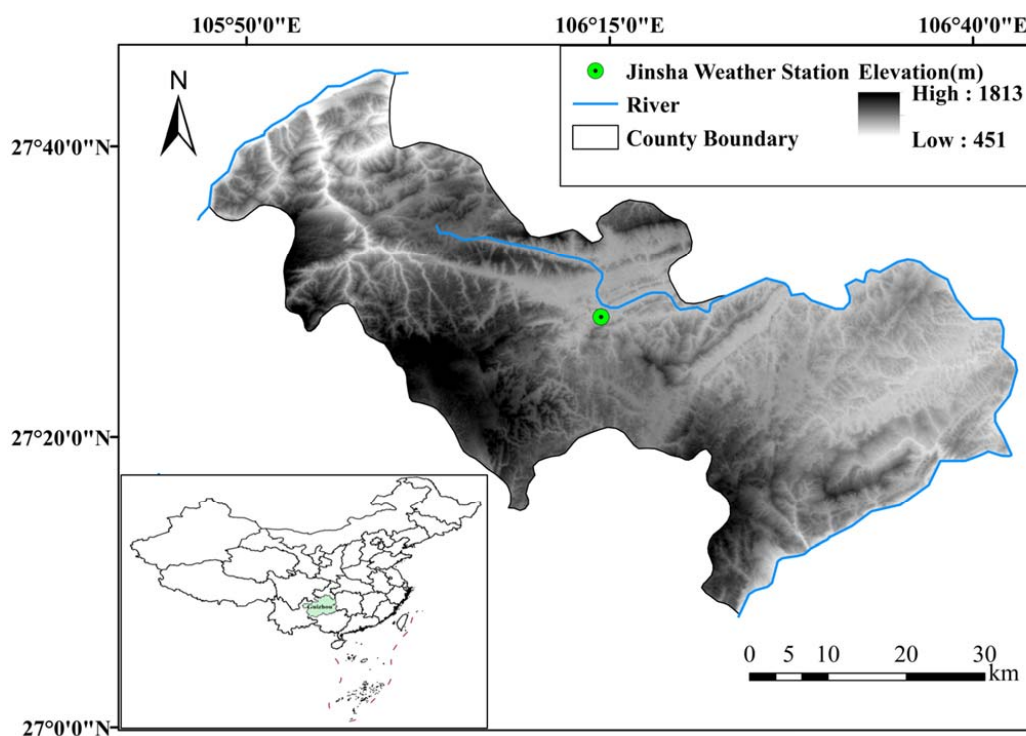 105°50'0"E 106°15'0"E 106°40'0"E
N
Jinsha Weather Station
River
County Boundary
Elevation(m)
High : 1813
Low : 451
27°40'0"N
27°20'0"N
27°0'0"N
Guizhou
0 5 10 20 30
km